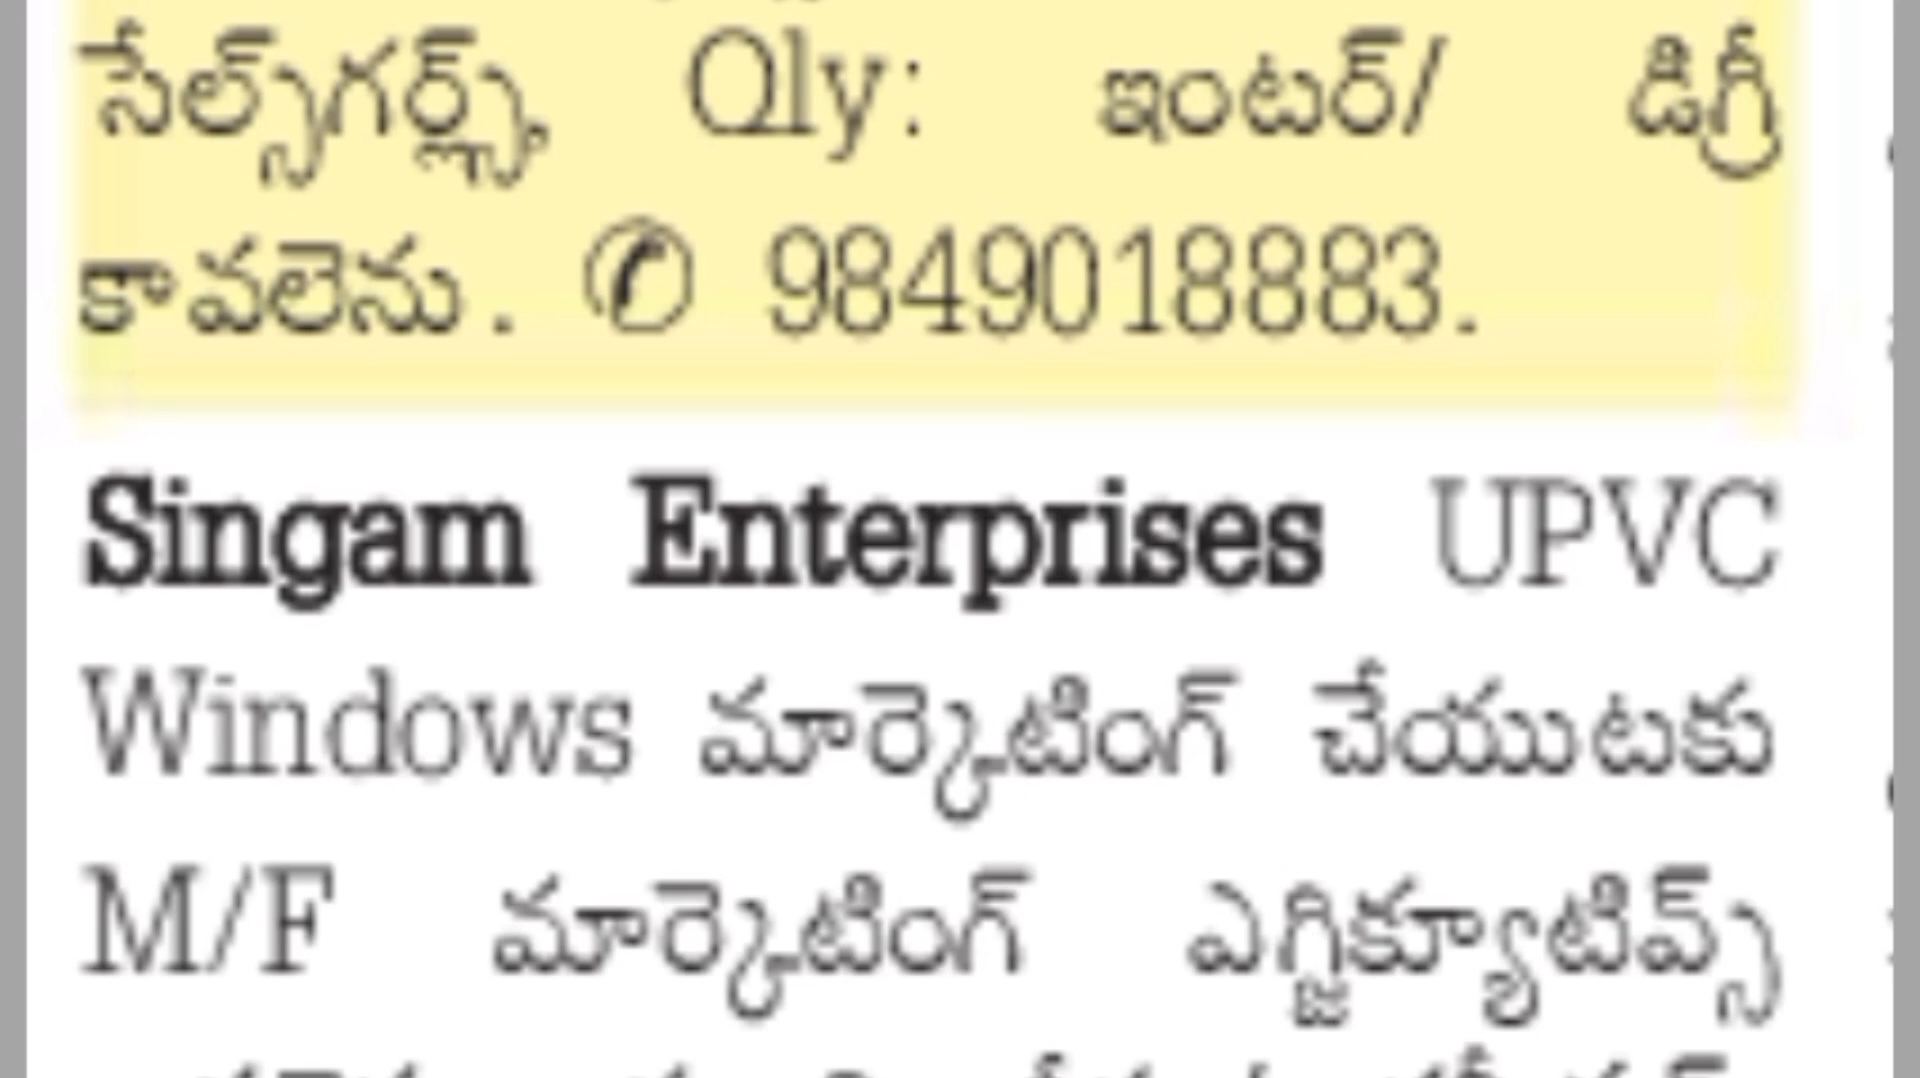 సేల్స్‌గర్ల్స్, Qly: ఇంటర్/ డిగ్రీ
కావలెను. ✆ 9849018883.
Singam Enterprises UPVC
Windows మార్కెటింగ్ చేయుటకు
M/F మార్కెటింగ్ ఎగ్జిక్యూటివ్స్